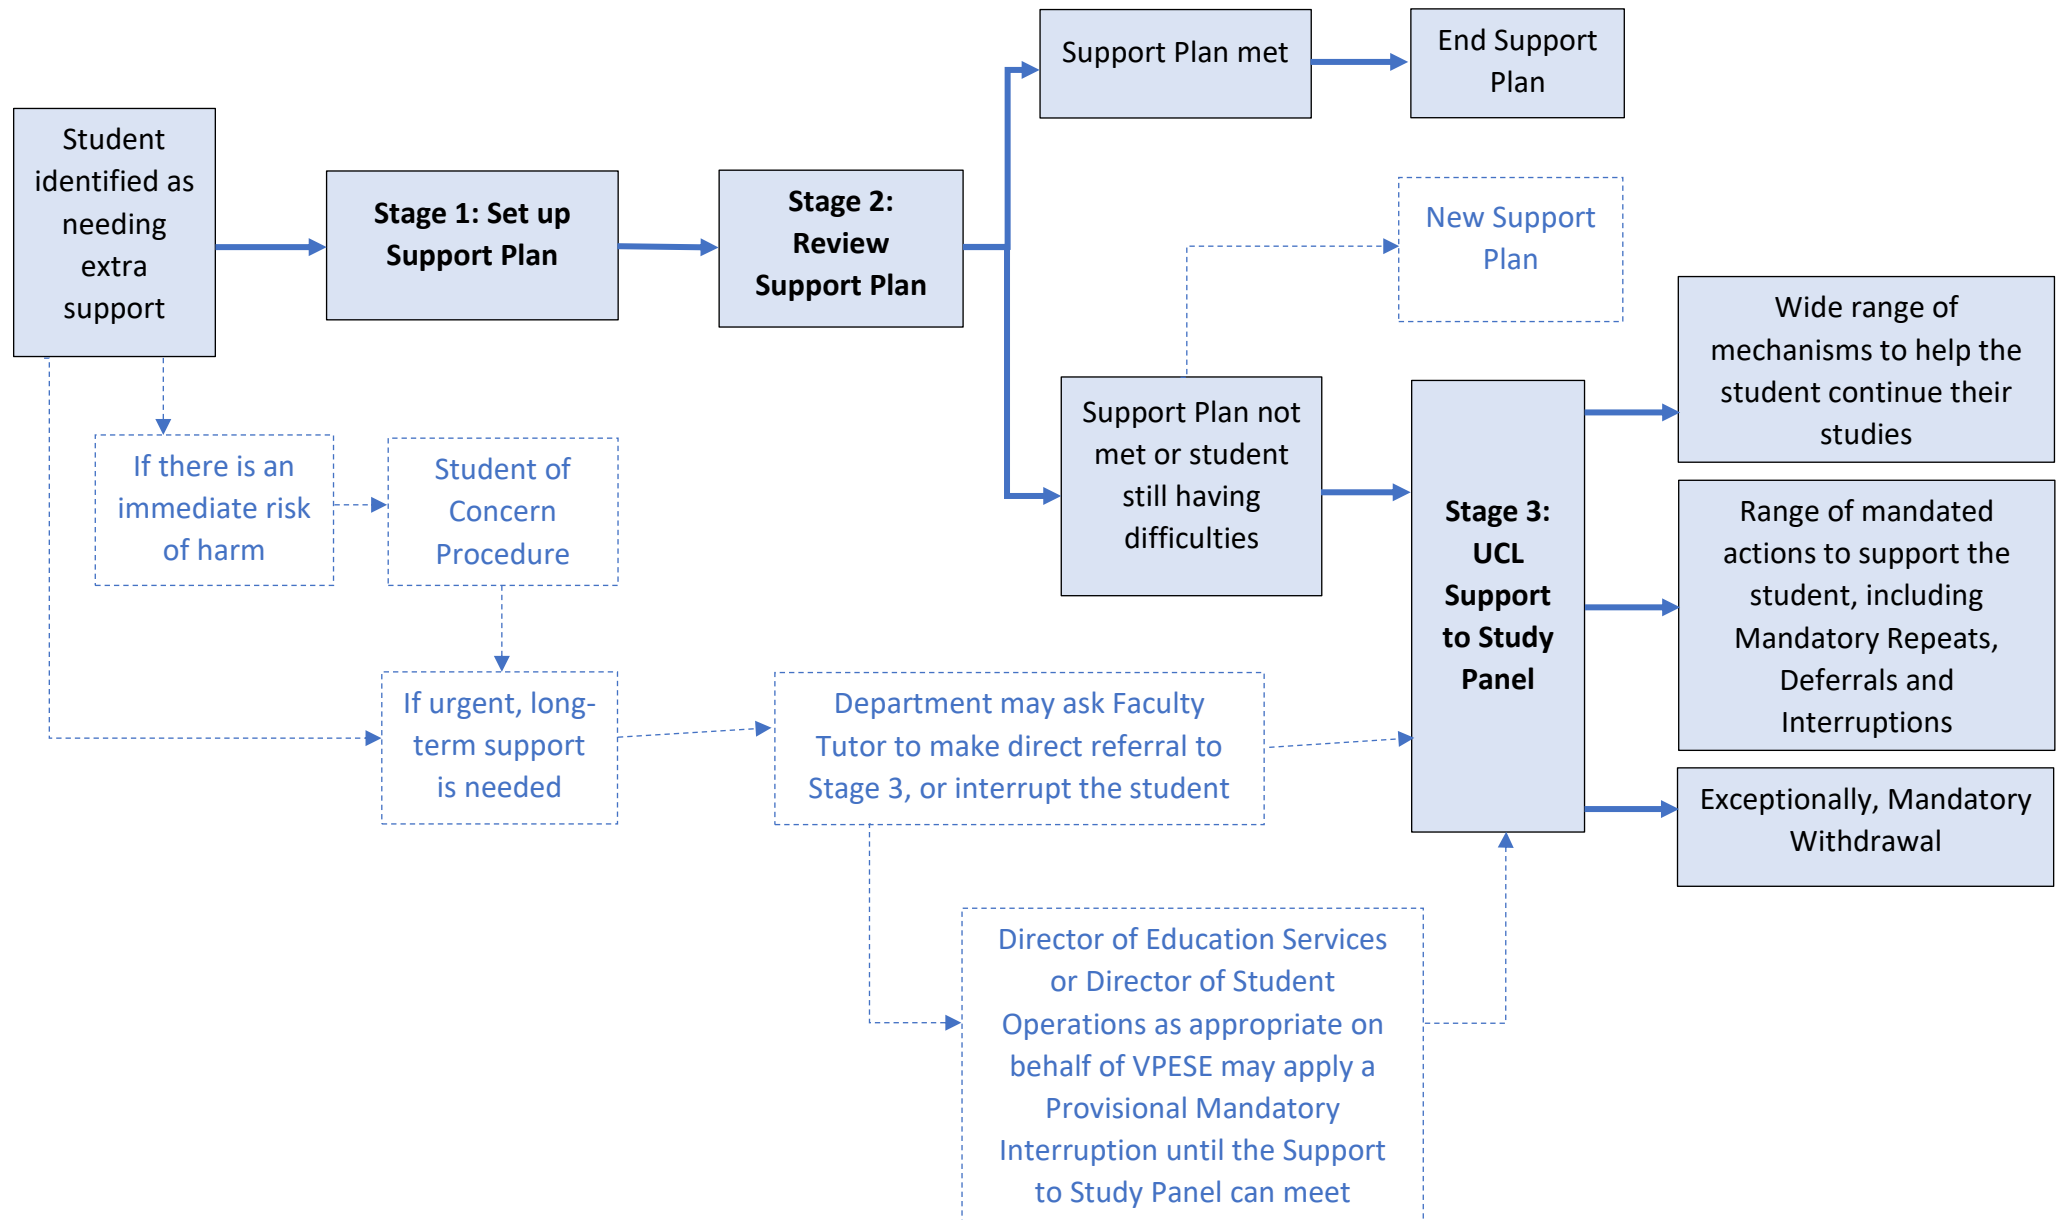 Student
identified as
needing
extra
support
Stage 1: Set up
Support Plan
Stage 2:
Review
Support Plan
Support Plan met
End Support
Plan
New Support
Plan
Support Plan not
met or student
still having
difficulties
Stage 3:
UCL
Support
to Study
Panel
Wide range of
mechanisms to help the
student continue their
studies
Range of mandated
actions to support the
student, including
Mandatory Repeats,
Deferrals and
Interruptions
Exceptionally, Mandatory
Withdrawal
If there is an
immediate risk
of harm
Student of
Concern
Procedure
If urgent, long-
term support
is needed
Department may ask Faculty
Tutor to make direct referral to
Stage 3, or interrupt the student
Director of Education Services
or Director of Student
Operations as appropriate on
behalf of VPESE may apply a
Provisional Mandatory
Interruption until the Support
to Study Panel can meet